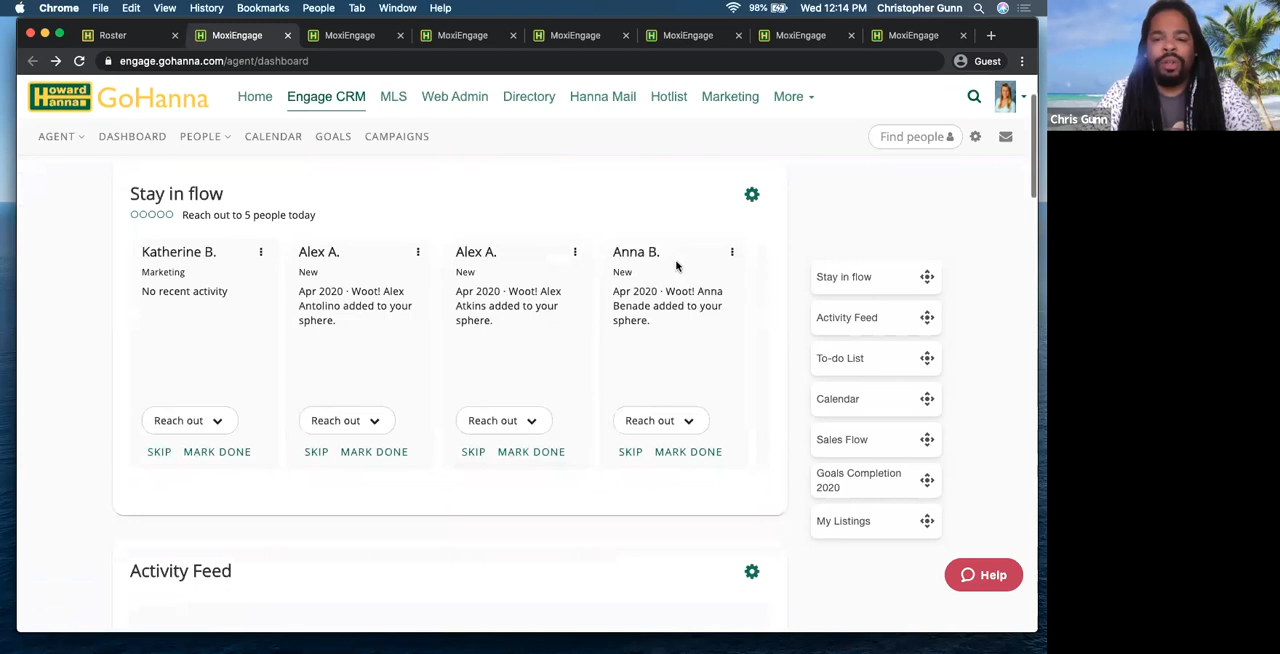 Chrome File Edit View History Bookmarks People Tab Window Help 98% Wed 12:14 PM Christopher Gunn
Roster MoxiEngage MoxiEngage MoxiEngage MoxiEngage MoxiEngage MoxiEngage MoxiEngage
engage.gohanna.com/agent/dashboard Guest
Howard Hanna GoHanna Home Engage CRM MLS Web Admin Directory Hanna Mail Hotlist Marketing More
AGENT DASHBOARD PEOPLE CALENDAR GOALS CAMPAIGNS Find people
Chris Gunn
Stay in flow
Reach out to 5 people today
Katherine B.
Marketing
No recent activity
Reach out
SKIP MARK DONE
Alex A.
New
Apr 2020 · Woot! Alex
Antolino added to your
sphere.
Reach out
SKIP MARK DONE
Alex A.
New
Apr 2020 · Woot! Alex
Atkins added to your
sphere.
Reach out
SKIP MARK DONE
Anna B.
New
Apr 2020 · Woot! Anna
Benade added to your
sphere.
Reach out
SKIP MARK DONE
Stay in flow
Activity Feed
To-do List
Calendar
Sales Flow
Goals Completion
2020
My Listings
Activity Feed
Help